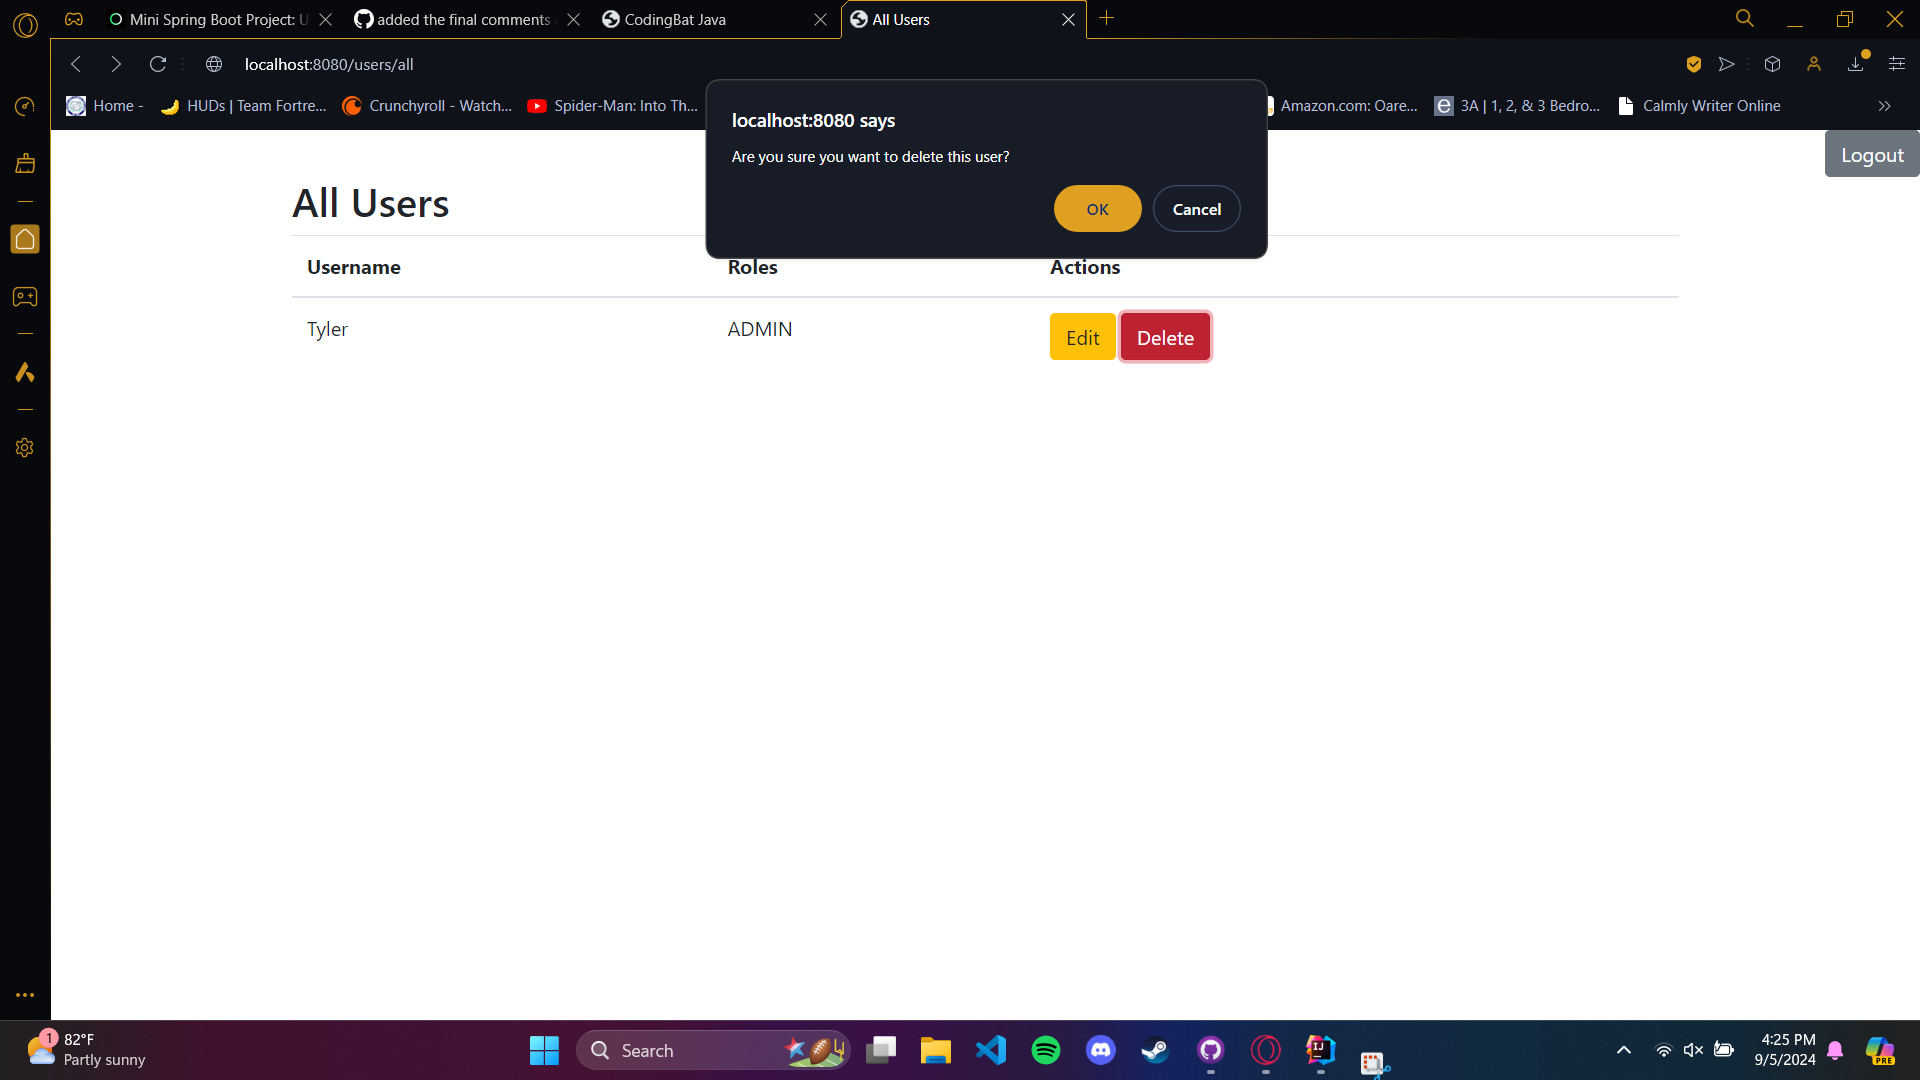 Mini Spring Boot Project: U
added the final comments
CodingBat Java
All Users
localhost:8080/users/all
Home -
HUDs | Team Fortre...
Crunchyroll - Watch...
Spider-Man: Into Th...
Amazon.com: Oare...
e
3A | 1, 2, & 3 Bedro...
Calmly Writer Online
localhost:8080 says
Are you sure you want to delete this user?
OK
Cancel
Logout
All Users
Username
Roles
Actions
Tyler
ADMIN
Edit
Delete
1
82°F
Partly sunny
Search
IJ
4:25 PM
9/5/2024
PRE